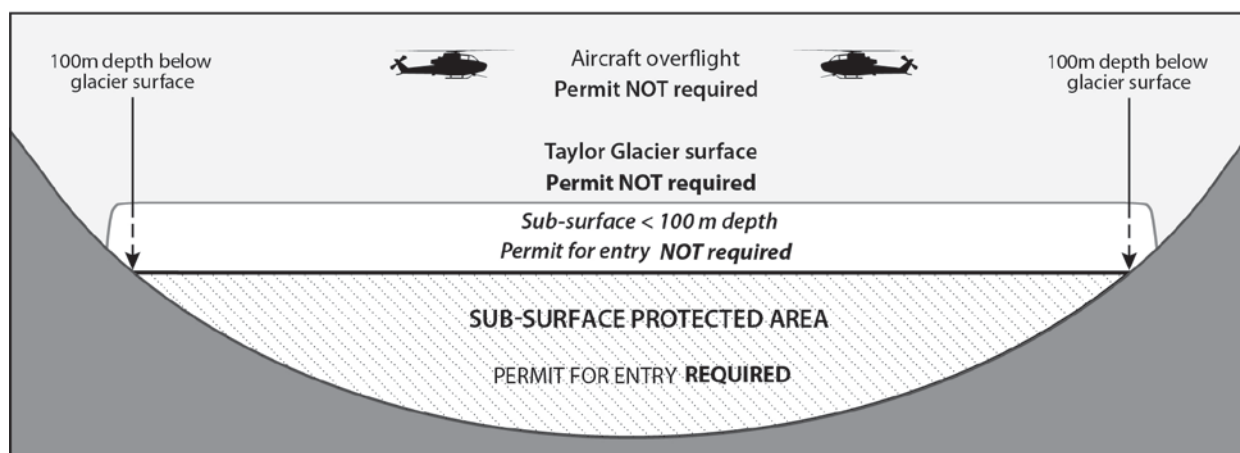 100m depth below
glacier surface
Aircraft overflight
Permit NOT required
100m depth below
glacier surface
Taylor Glacier surface
Permit NOT required
Sub-surface < 100 m depth
Permit for entry NOT required
SUB-SURFACE PROTECTED AREA
PERMIT FOR ENTRY REQUIRED